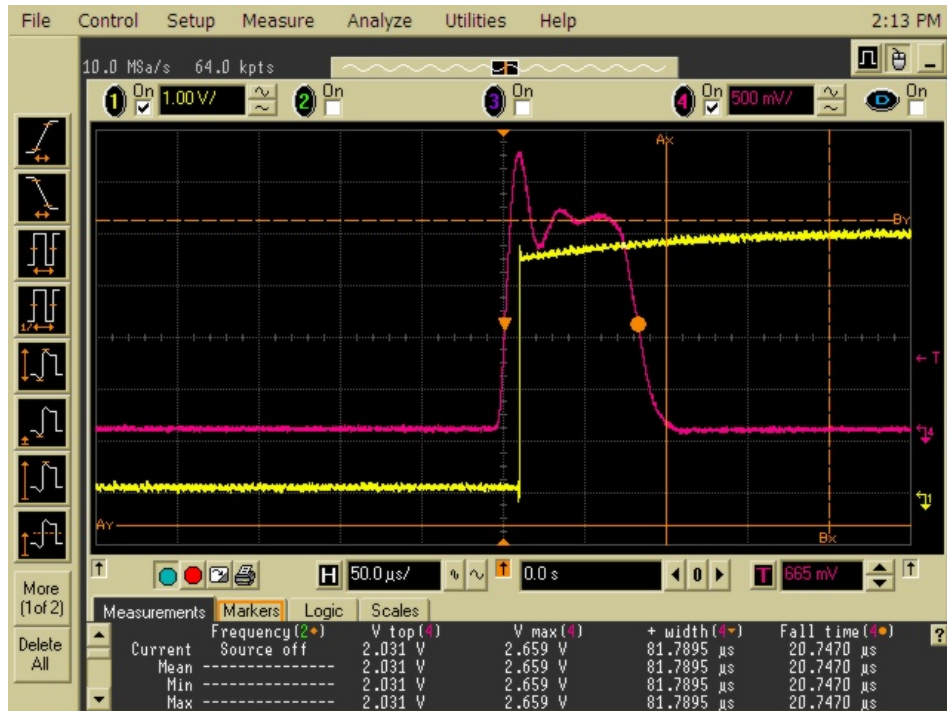 File Control Setup Measure Analyze Utilities Help 2:13 PM
10.0 MSa/s 64.0 kpts
1 On 1.00 V/ 2 On 3 On 4 On 500 mV/ D On
Ax
By
T
4
1
Ay
Bx
1/
More
(1 of 2)
Delete
All
H 50.0 µs/ 0.0 s 0 T 665 mV
Measurements Markers Logic Scales
Frequency(2) V top(4) V max(4) + width(4) Fall time(4) ?
Current Source off 2.031 V 2.659 V 81.7895 µs 20.7470 µs
Mean --------------- 2.031 V 2.659 V 81.7895 µs 20.7470 µs
Min --------------- 2.031 V 2.659 V 81.7895 µs 20.7470 µs
Max --------------- 2.031 V 2.659 V 81.7895 µs 20.7470 µs